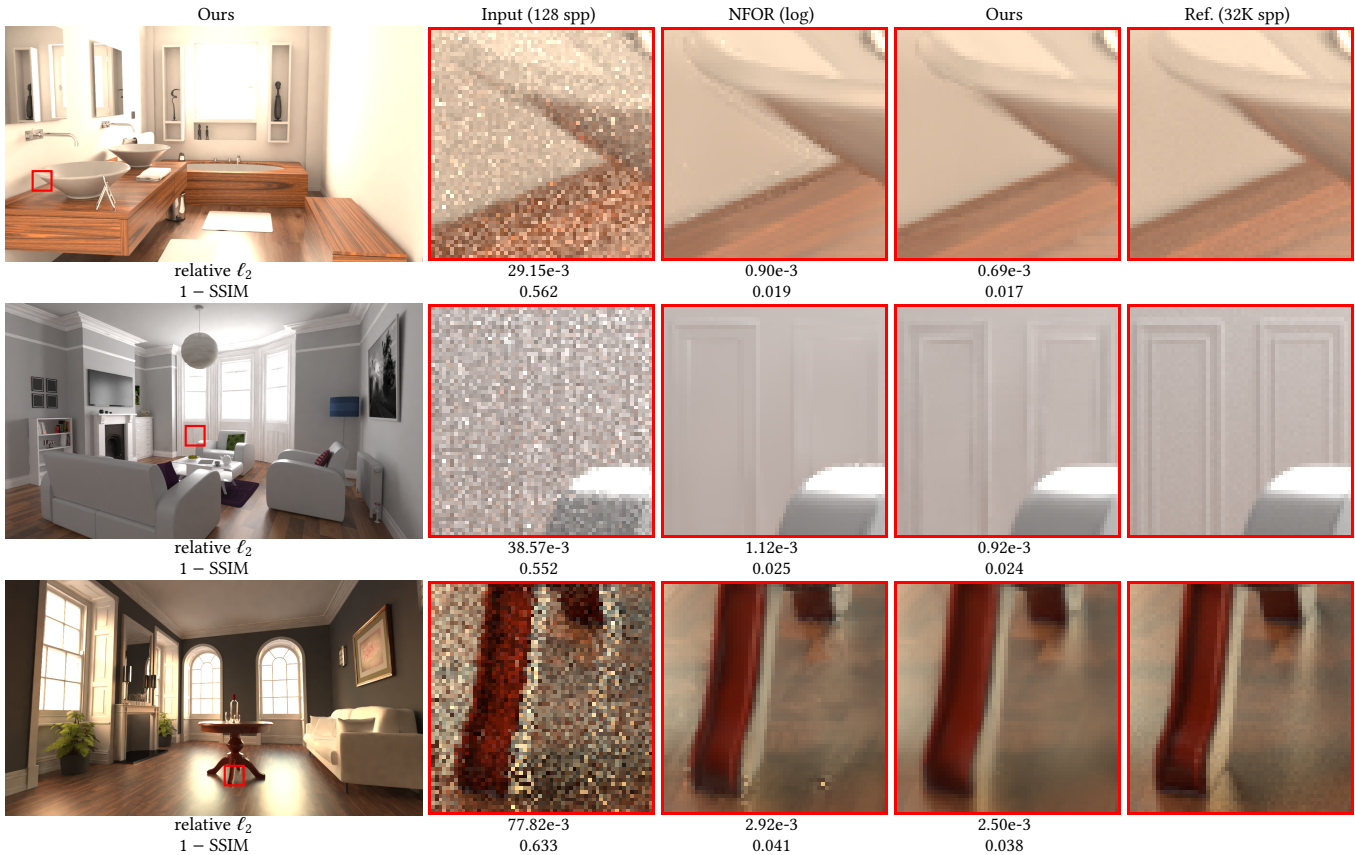 Ours Input (128 spp) NFOR (log) Ours Ref. (32K spp)
relative ℓ₂ 29.15e-3 0.90e-3 0.69e-3
1 − SSIM 0.562 0.019 0.017
relative ℓ₂ 38.57e-3 1.12e-3 0.92e-3
1 − SSIM 0.552 0.025 0.024
relative ℓ₂ 77.82e-3 2.92e-3 2.50e-3
1 − SSIM 0.633 0.041 0.038